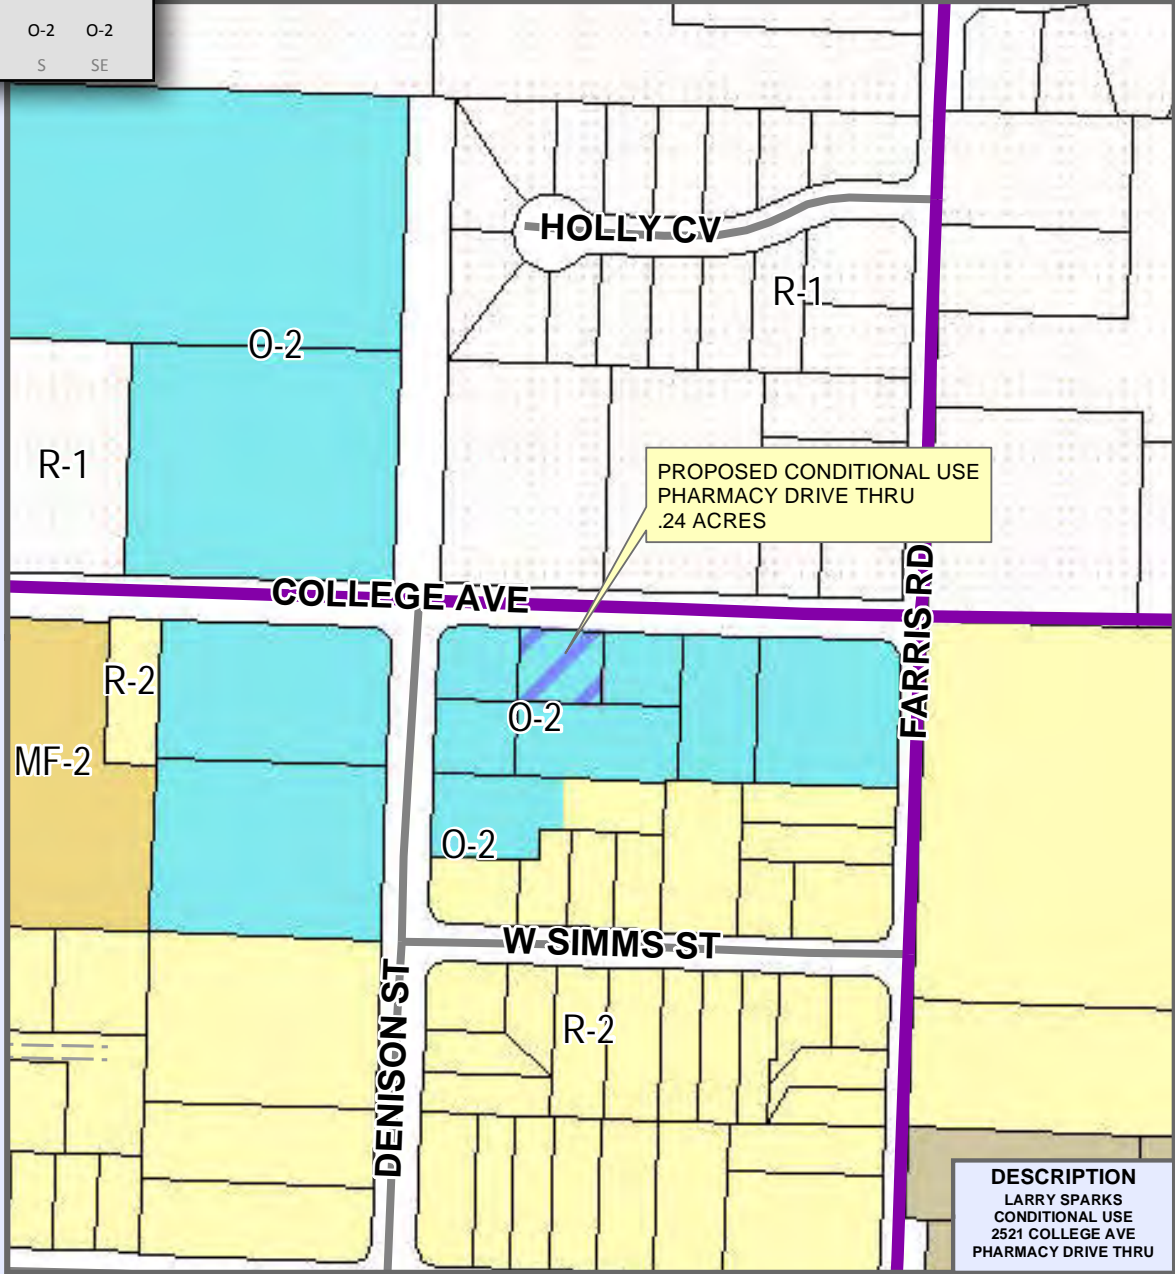 O-2 O-2
S SE
HOLLY CV
R-1
O-2
R-1
PROPOSED CONDITIONAL USE
PHARMACY DRIVE THRU
.24 ACRES
COLLEGE AVE
FARRIS RD
R-2
O-2
MF-2
O-2
W SIMMS ST
DENISON ST
R-2
DESCRIPTION
LARRY SPARKS
CONDITIONAL USE
2521 COLLEGE AVE
PHARMACY DRIVE THRU